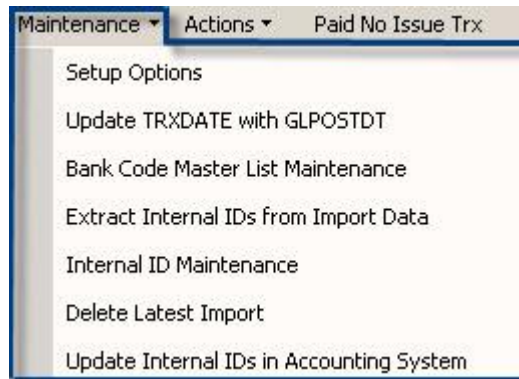 Maintenance Actions Paid No Issue Trx
Setup Options
Update TRXDATE with GLPOSTDT
Bank Code Master List Maintenance
Extract Internal IDs from Import Data
Internal ID Maintenance
Delete Latest Import
Update Internal IDs in Accounting System